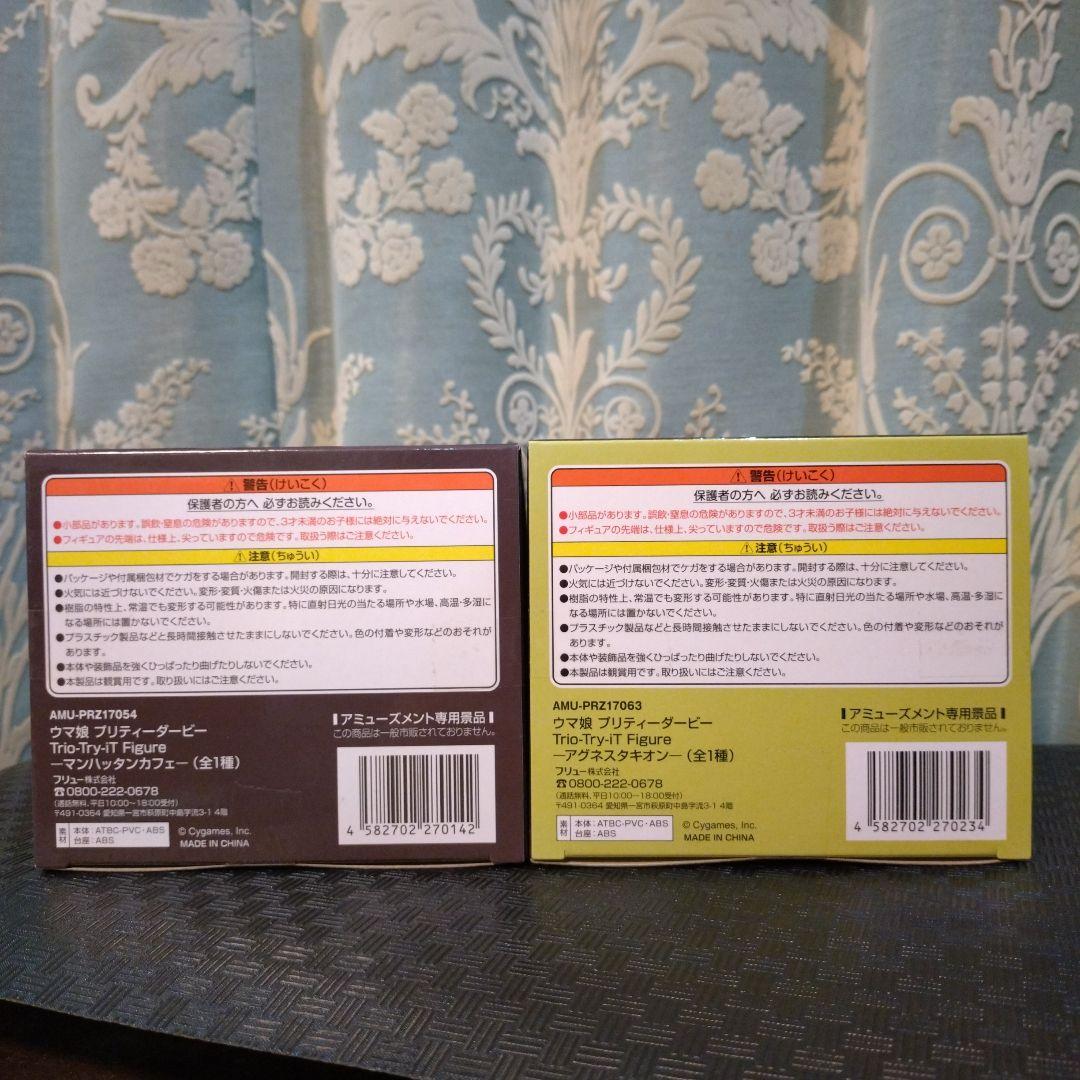 ⚠警告(けいこく)
保護者の方へ 必ずお読みください。
●小部品があります。誤飲・窒息の危険がありますので、3才未満のお子様には絶対に与えないでください。
●フィギュアの先端は、仕様上、尖っていますので危険です。取扱う際はご注意ください。
⚠注意(ちゅうい)
●パッケージや付属梱包材でケガをする場合があります。開封する際は、十分に注意してください。
●火気には近づけないでください。変形・変質・火傷または火災の原因になります。
●樹脂の特性上、常温でも変形する可能性があります。特に直射日光の当たる場所や水場、高温・多湿に
なる場所には置かないでください。
●プラスチック製品などと長時間接触させたままにしないでください。色の付着や変形などのおそれが
あります。
●本体や装飾品を強くひっぱったり曲げたりしないでください。
●本製品は観賞用です。取り扱いにはご注意ください。
AMU-PRZ17054
ウマ娘 プリティーダービー
Trio-Try-iT Figure
―マンハッタンカフェ―(全1種)
フリュー株式会社
☎0800-222-0678
(通話無料、平日10:00〜18:00受付)
〒491-0364 愛知県一宮市萩原町中島字流3-1 4階
素材
本体:ATBC-PVC・ABS
台座:ABS
© Cygames, Inc.
MADE IN CHINA
アミューズメント専用景品
この商品は一般市販されておりません。
4 582702 270142
⚠警告(けいこく)
保護者の方へ 必ずお読みください。
●小部品があります。誤飲・窒息の危険がありますので、3才未満のお子様には絶対に与えないでください。
●フィギュアの先端は、仕様上、尖っていますので危険です。取扱う際はご注意ください。
⚠注意(ちゅうい)
●パッケージや付属梱包材でケガをする場合があります。開封する際は、十分に注意してください。
●火気には近づけないでください。変形・変質・火傷または火災の原因になります。
●樹脂の特性上、常温でも変形する可能性があります。特に直射日光の当たる場所や水場、高温・多湿に
なる場所には置かないでください。
●プラスチック製品などと長時間接触させたままにしないでください。色の付着や変形などのおそれが
あります。
●本体や装飾品を強くひっぱったり曲げたりしないでください。
●本製品は観賞用です。取り扱いにはご注意ください。
AMU-PRZ17063
ウマ娘 プリティーダービー
Trio-Try-iT Figure
―アグネスタキオン―(全1種)
フリュー株式会社
☎0800-222-0678
(通話無料、平日10:00〜18:00受付)
〒491-0364 愛知県一宮市萩原町中島字流3-1 4階
素材
本体:ATBC-PVC・ABS
台座:ABS
© Cygames, Inc.
MADE IN CHINA
アミューズメント専用景品
この商品は一般市販されておりません。
4 582702 270234